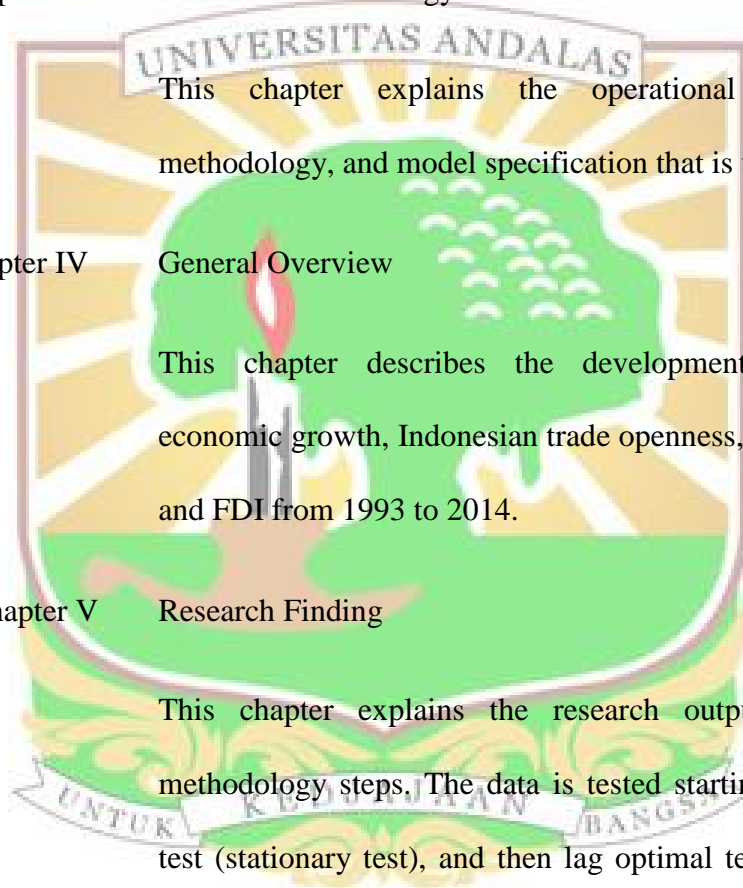 UNIVERSITAS ANDALAS
This chapter explains the operational
methodology, and model specification that is
pter IV General Overview
This chapter describes the development
economic growth, Indonesian trade openness,
and FDI from 1993 to 2014.
hapter V Research Finding
This chapter explains the research outpu
methodology steps. The data is tested startin
UNTUK KEDJAJAAN BANGSA
test (stationary test), and then lag optimal te